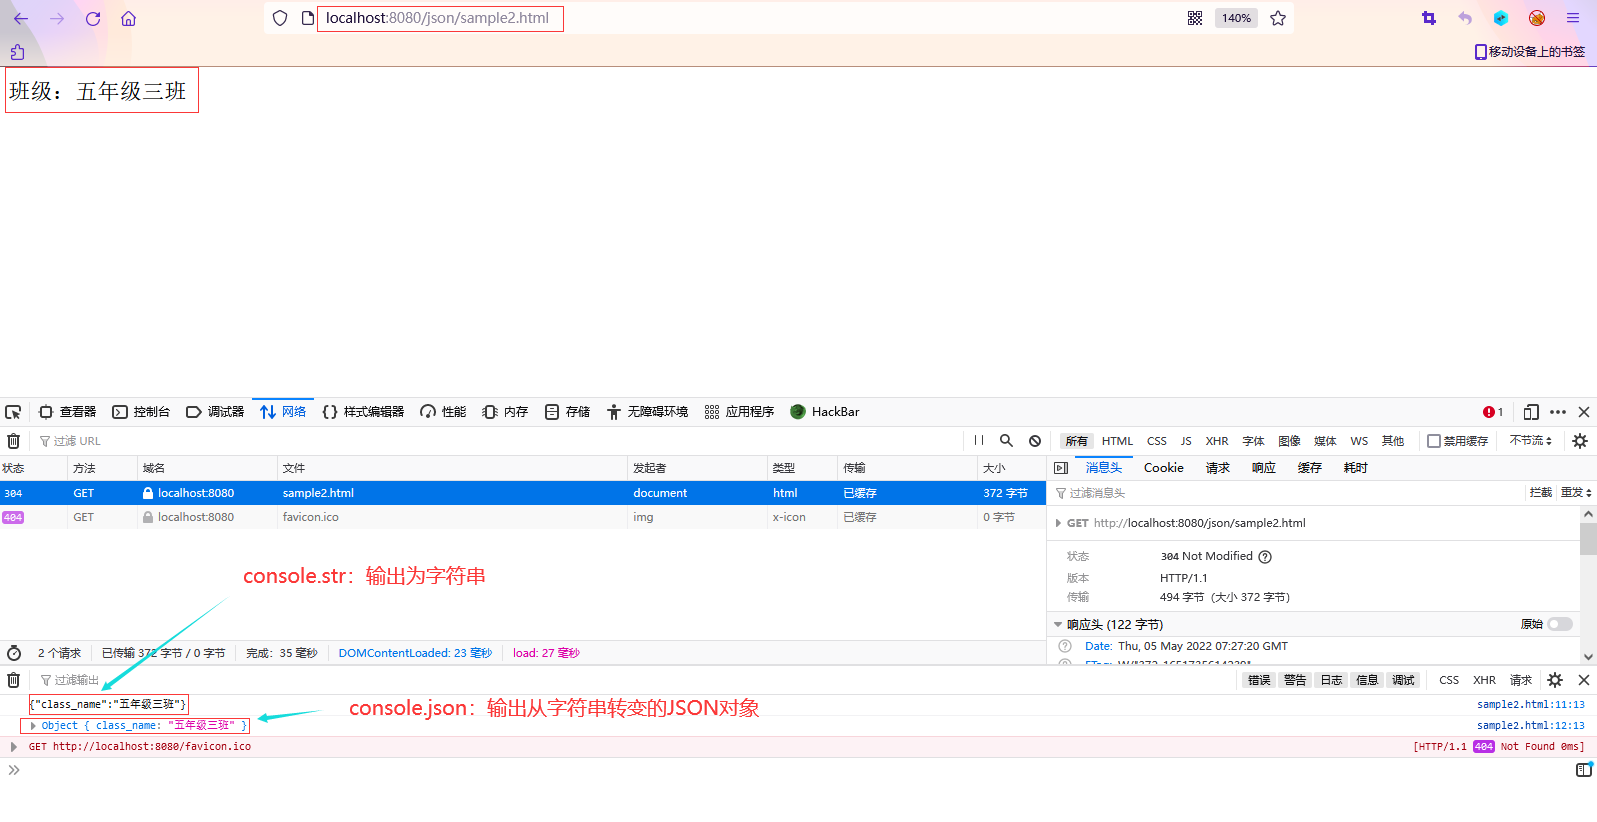 localhost:8080/json/sample2.html
140%
移动设备上的书签
班级：五年级三班
查看器 控制台 调试器 网络 样式编辑器 性能 内存 存储 无障碍环境 应用程序 HackBar 1
过滤 URL 所有 HTML CSS JS XHR 字体 图像 媒体 WS 其他 禁用缓存 不节流
状态 方法 域名 文件 发起者 类型 传输 大小
304 GET localhost:8080 sample2.html document html 已缓存 372 字节
404 GET localhost:8080 favicon.ico img x-icon 已缓存 0 字节
消息头 Cookie 请求 响应 缓存 耗时
过滤消息头 拦截 重发
GET http://localhost:8080/json/sample2.html
状态 304 Not Modified
版本 HTTP/1.1
传输 494 字节（大小 372 字节）
响应头 (122 字节) 原始
Date: Thu, 05 May 2022 07:27:20 GMT
console.str：输出为字符串
2 个请求 已传输 372 字节 / 0 字节 完成：35 毫秒 DOMContentLoaded: 23 毫秒 load: 27 毫秒
过滤输出 错误 警告 日志 信息 调试 CSS XHR 请求
{"class_name":"五年级三班"} sample2.html:11:13
console.json：输出从字符串转变的JSON对象
Object { class_name: "五年级三班" } sample2.html:12:13
GET http://localhost:8080/favicon.ico [HTTP/1.1 404 Not Found 0ms]